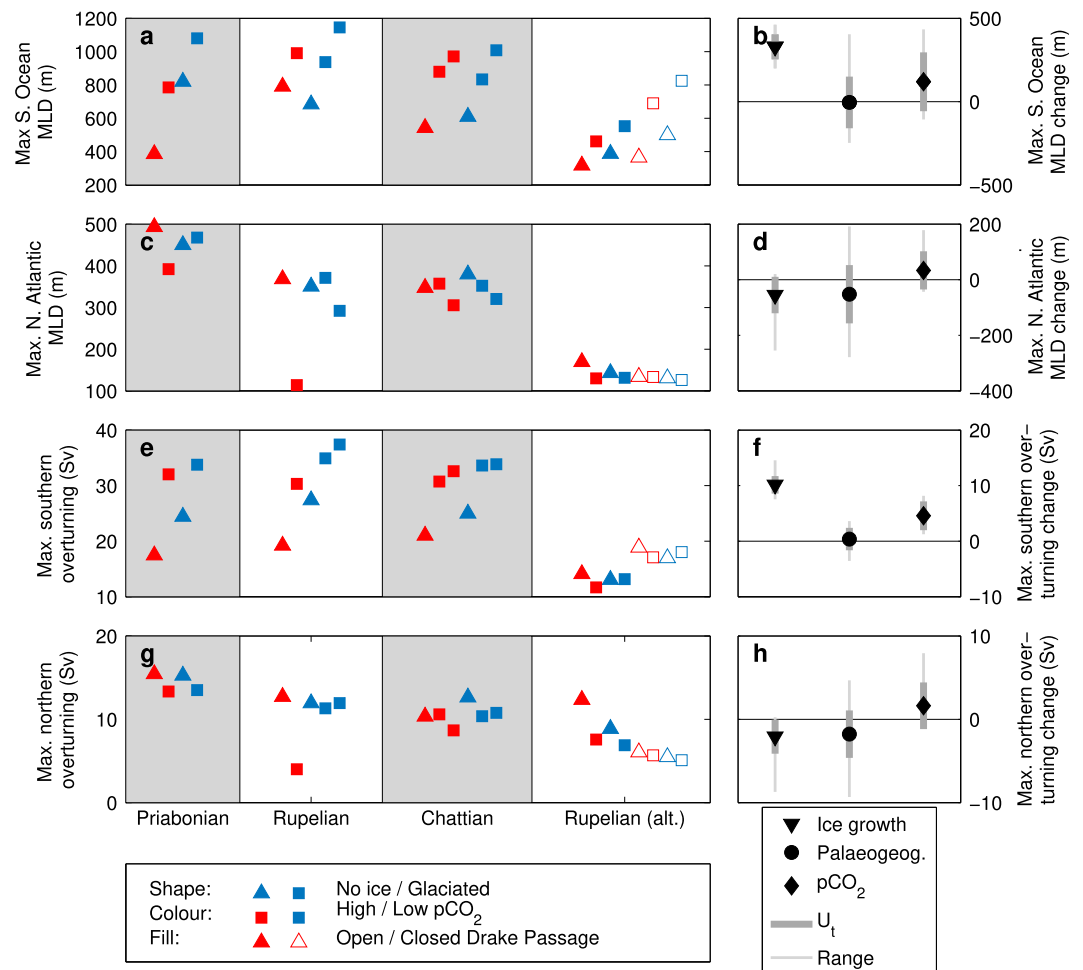 a
1200
1000
800
600
400
200
Max S. Ocean
MLD (m)
b
500
0
−500
Max. S. Ocean
MLD change (m)
c
500
400
300
200
100
Max. N. Atlantic
MLD (m)
d
200
0
−200
−400
Max. N. Atlantic
MLD change (m)
e
40
30
20
10
Max. southern
overturning (Sv)
f
20
10
0
−10
Max. southern over−
turning change (Sv)
g
20
10
0
Max. northern
overturning (Sv)
h
10
0
−10
Max. northern over−
turning change (Sv)
Priabonian Rupelian Chattian Rupelian (alt.)
Shape: No ice / Glaciated
Colour: High / Low pCO2
Fill: Open / Closed Drake Passage
Ice growth
Palaeogeog.
pCO2
Ut
Range